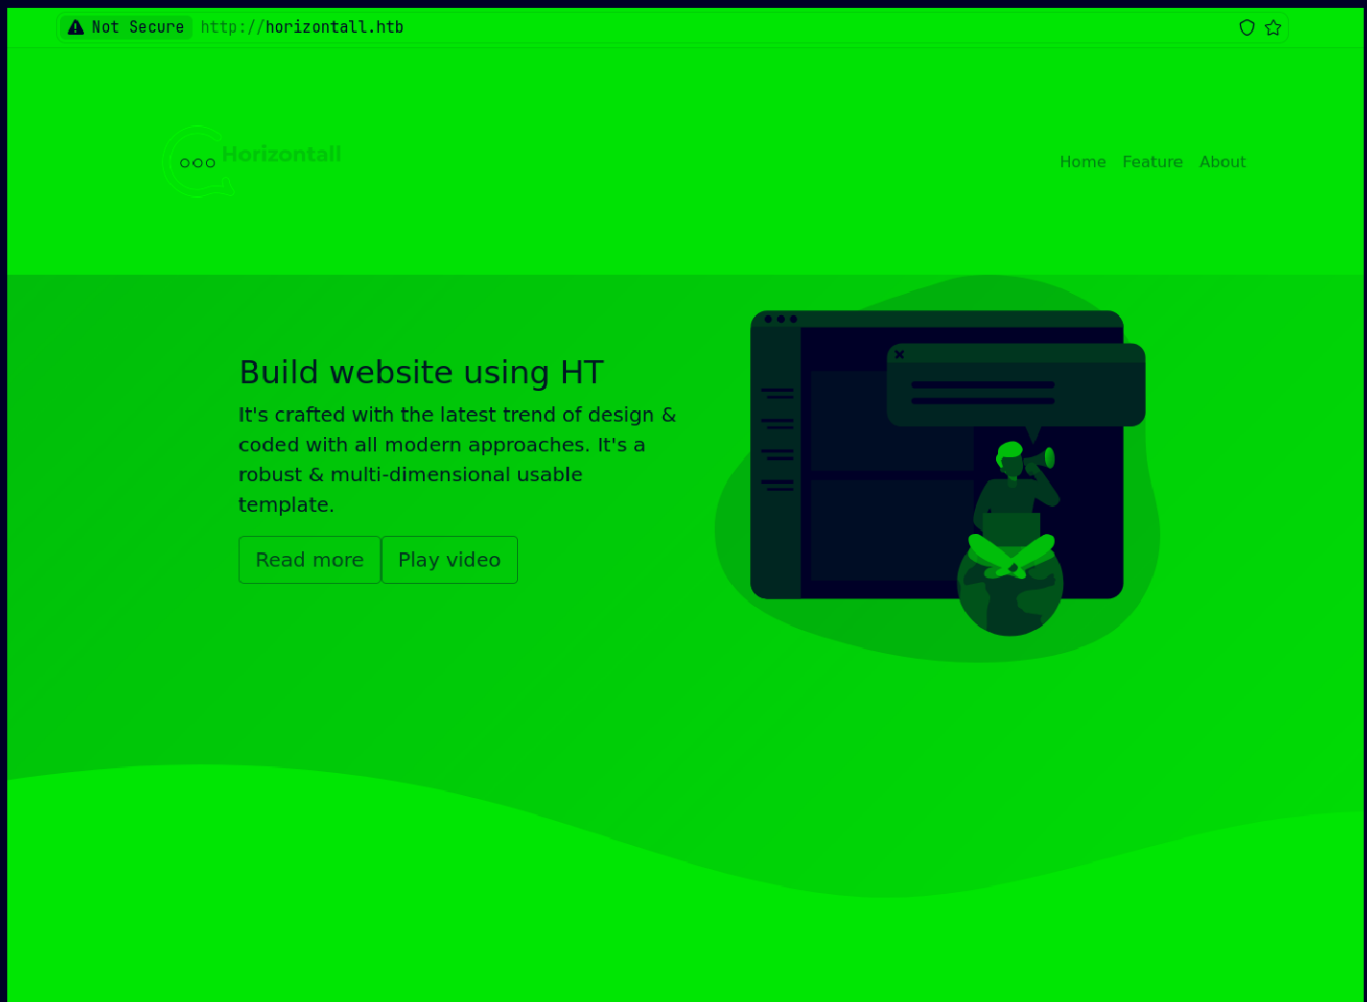 Not Secure http://horizontall.htb
Horizontall
Home Feature About
Build website using HT
It's crafted with the latest trend of design &
coded with all modern approaches. It's a
robust & multi-dimensional usable
template.
Read more Play video